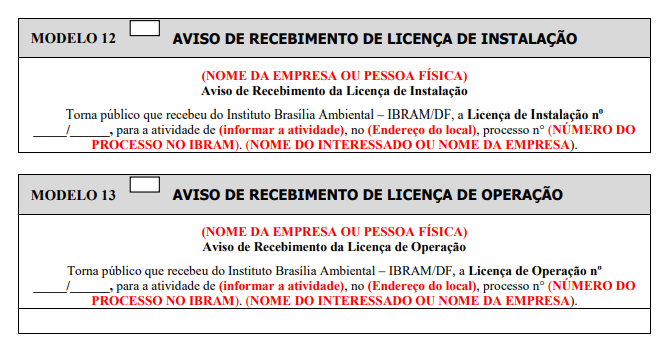 MODELO 12 AVISO DE RECEBIMENTO DE LICENÇA DE INSTALAÇÃO
(NOME DA EMPRESA OU PESSOA FÍSICA)
Aviso de Recebimento da Licença de Instalação
Torna público que recebeu do Instituto Brasília Ambiental – IBRAM/DF, a Licença de Instalação nº
_____/______, para a atividade de (informar a atividade), no (Endereço do local), processo n° (NÚMERO DO
PROCESSO NO IBRAM). (NOME DO INTERESSADO OU NOME DA EMPRESA).
MODELO 13 AVISO DE RECEBIMENTO DE LICENÇA DE OPERAÇÃO
(NOME DA EMPRESA OU PESSOA FÍSICA)
Aviso de Recebimento da Licença de Operação
Torna público que recebeu do Instituto Brasília Ambiental – IBRAM/DF, a Licença de Operação nº
_____/______, para a atividade de (informar a atividade), no (Endereço do local), processo n° (NÚMERO DO
PROCESSO NO IBRAM). (NOME DO INTERESSADO OU NOME DA EMPRESA).